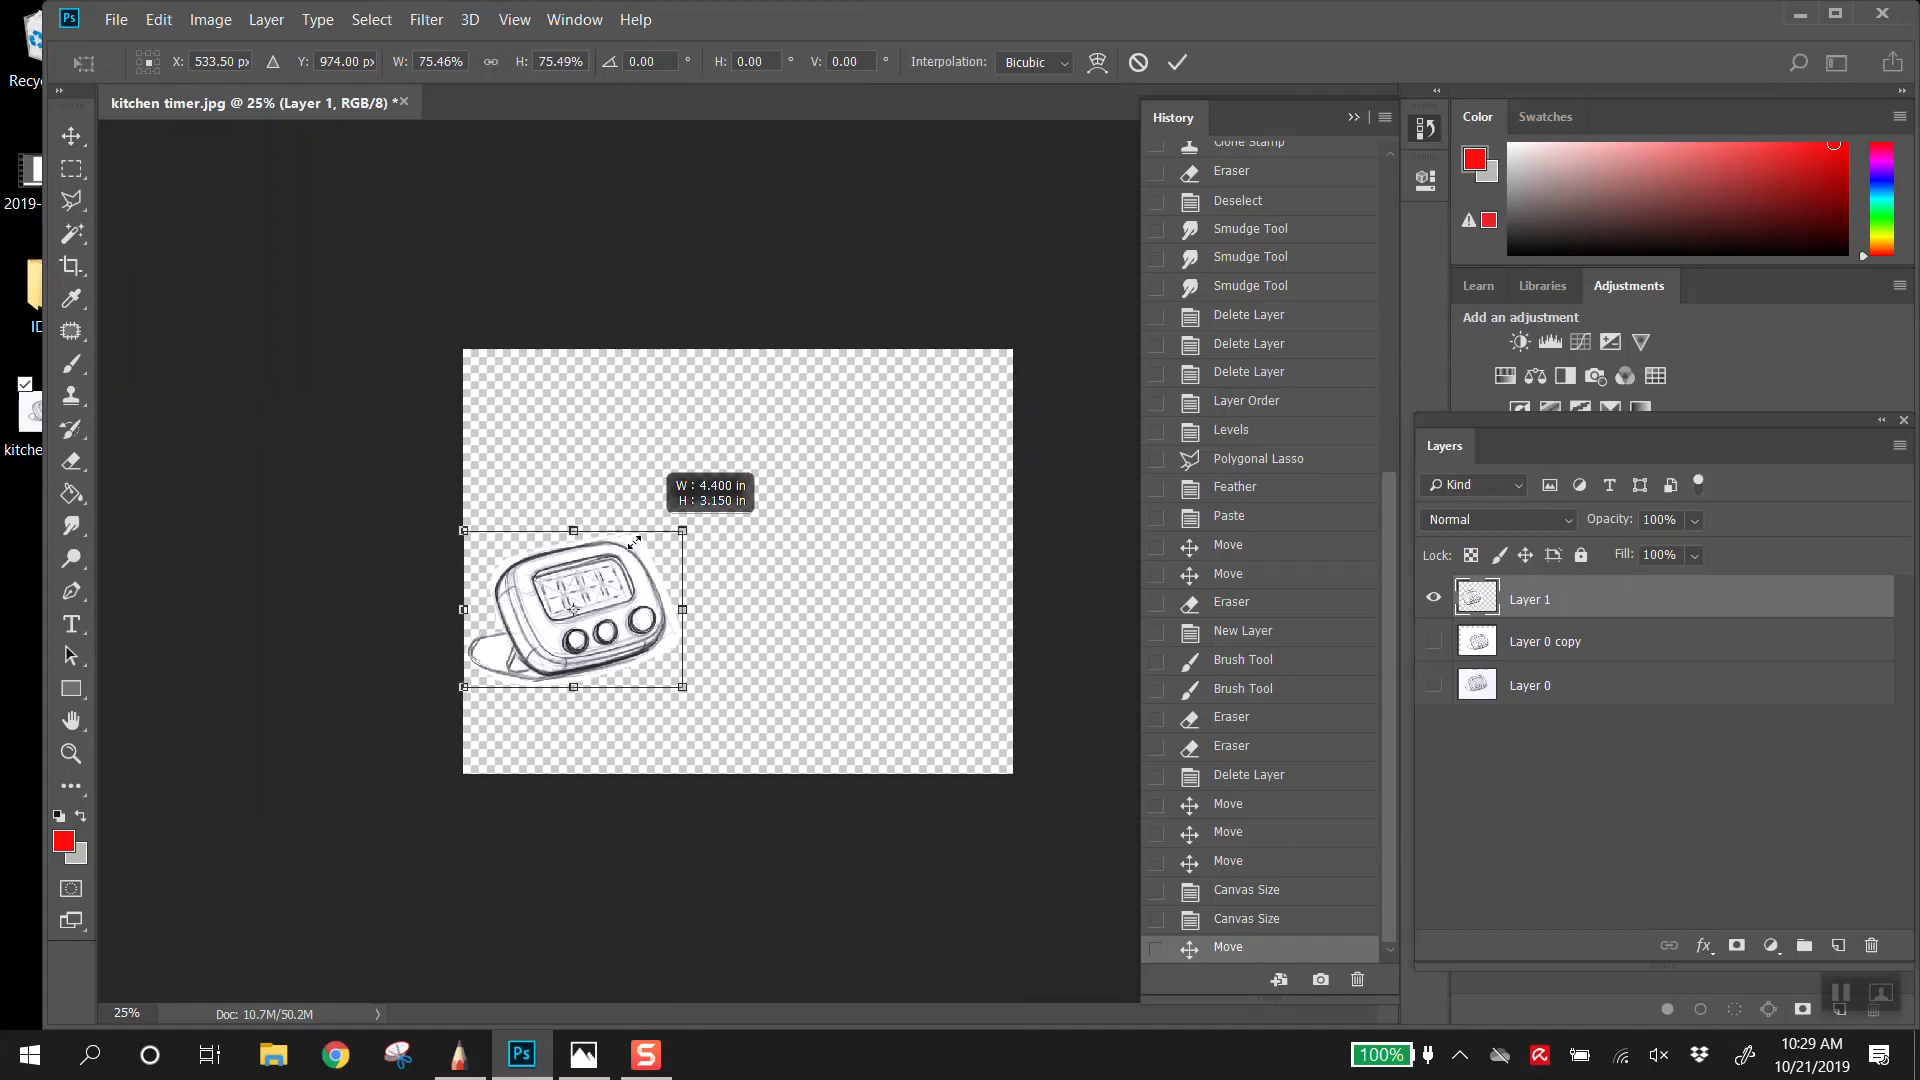 Ps File Edit Image Layer Type Select Filter 3D View Window Help
X: 533.50 px Y: 974.00 px W: 75.46% H: 75.49% 0.00 ° H: 0.00 ° V: 0.00 ° Interpolation: Bicubic
kitchen timer.jpg @ 25% (Layer 1, RGB/8) *
Recyc
2019-
ID
kitche
W : 4.400 in
H : 3.150 in
25% Doc: 10.7M/50.2M
History
Clone Stamp
Eraser
Deselect
Smudge Tool
Smudge Tool
Smudge Tool
Delete Layer
Delete Layer
Delete Layer
Layer Order
Levels
Polygonal Lasso
Feather
Paste
Move
Move
Eraser
New Layer
Brush Tool
Brush Tool
Eraser
Eraser
Delete Layer
Move
Move
Move
Canvas Size
Canvas Size
Move
Color Swatches
Learn Libraries Adjustments
Add an adjustment
Layers
Kind
Normal Opacity: 100%
Lock: Fill: 100%
Layer 1
Layer 0 copy
Layer 0
fx
Ps
S
100%
10:29 AM
10/21/2019